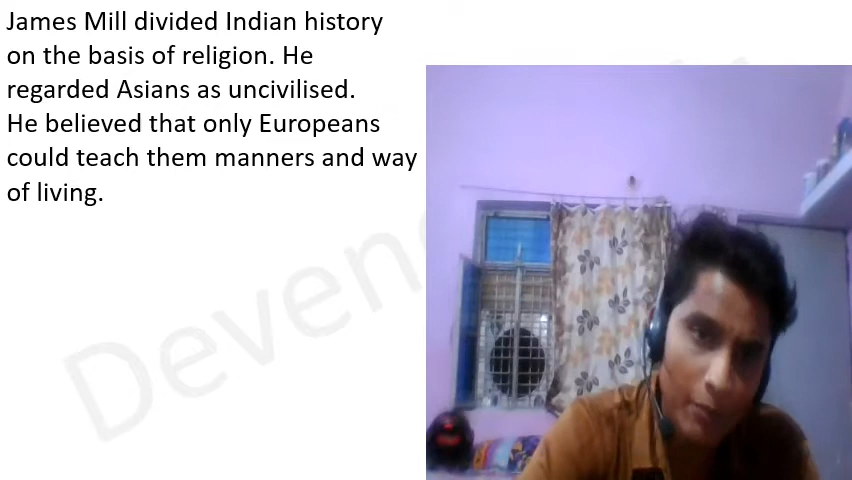 James Mill divided Indian history
on the basis of religion. He
regarded Asians as uncivilised.
He believed that only Europeans
could teach them manners and way
of living.